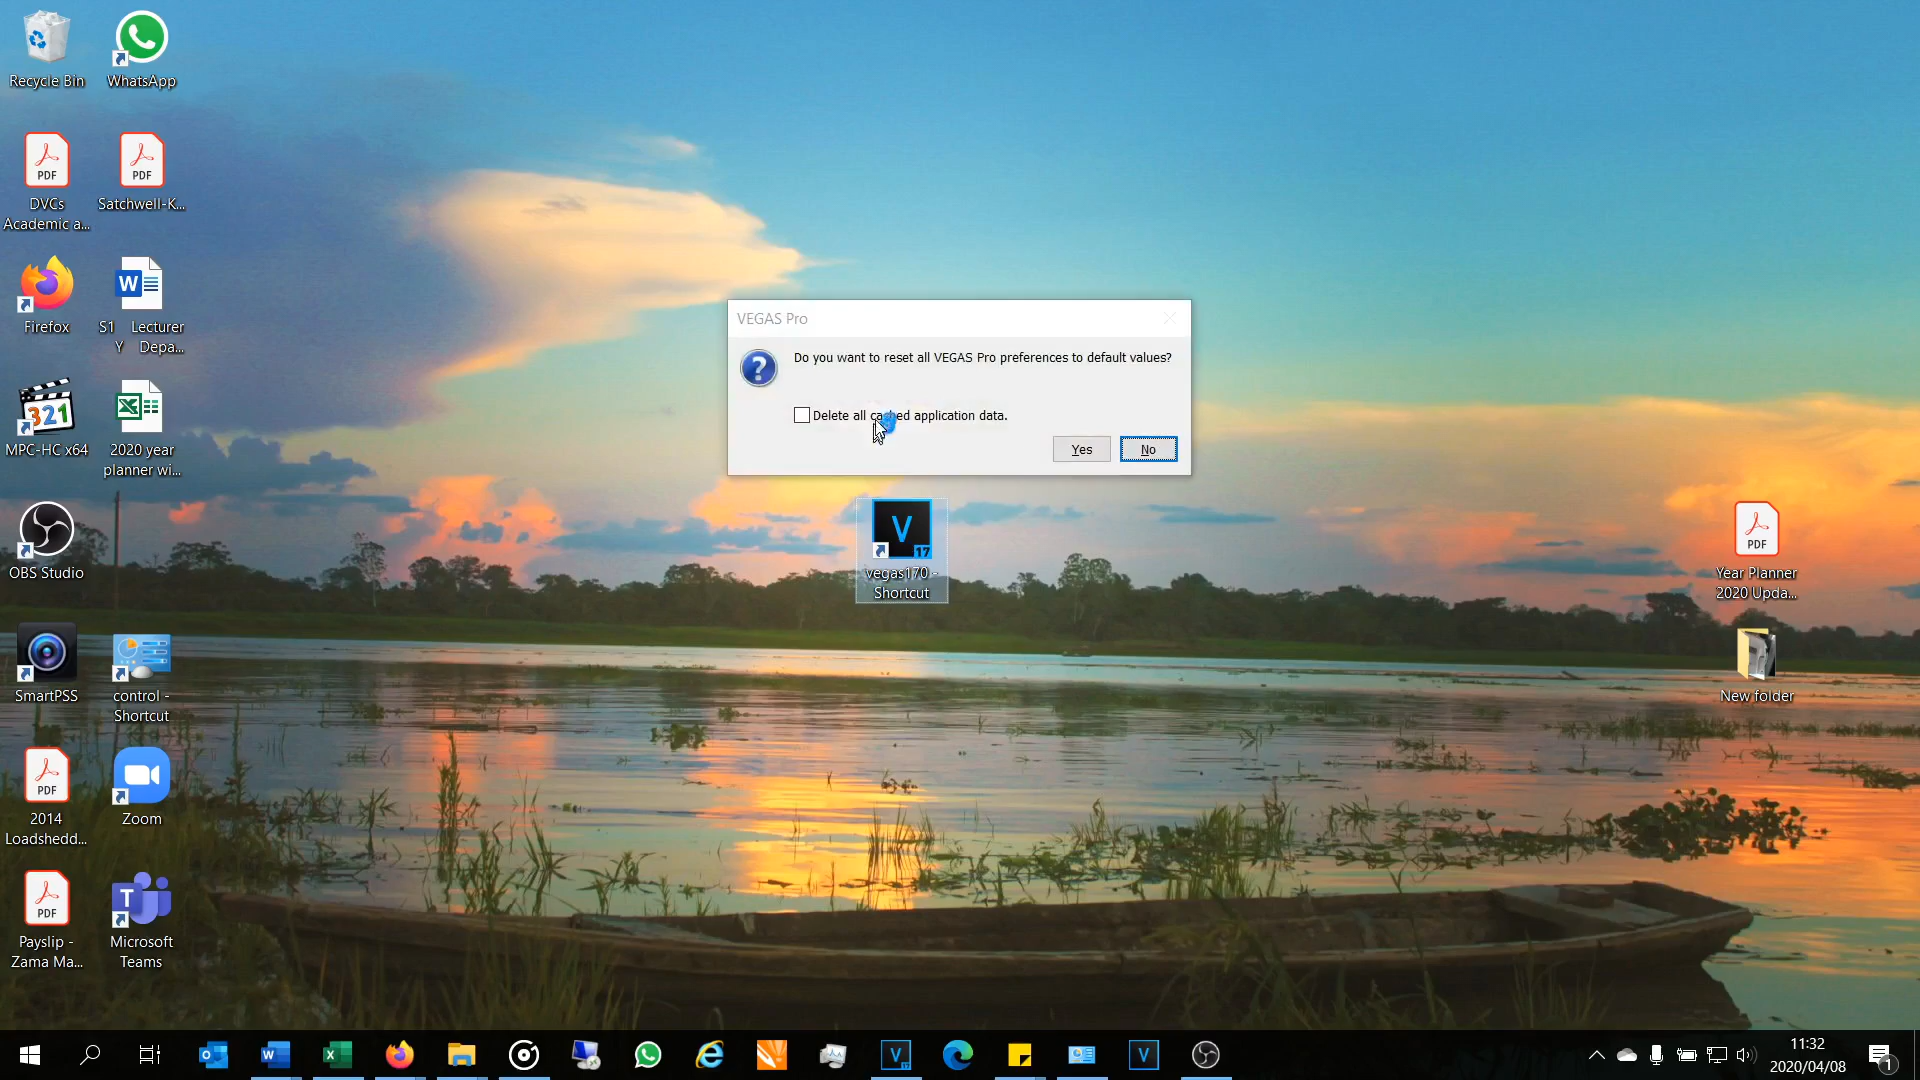 Recycle Bin
WhatsApp
PDF
DVCs
Academic a...
PDF
Satchwell-K...
Firefox
W
S1 Y Lecturer
Depa...
321
MPC-HC x64
X
2020 year
planner wi...
OBS Studio
SmartPSS
control -
Shortcut
PDF
2014
Loadshedd...
Zoom
PDF
Payslip -
Zama Ma...
T
Microsoft
Teams
VEGAS Pro
Do you want to reset all VEGAS Pro preferences to default values?
Delete all cached application data.
Yes
No
V
17
vegas170 -
Shortcut
PDF
Year Planner
2020 Upda...
New folder
11:32
2020/04/08
1